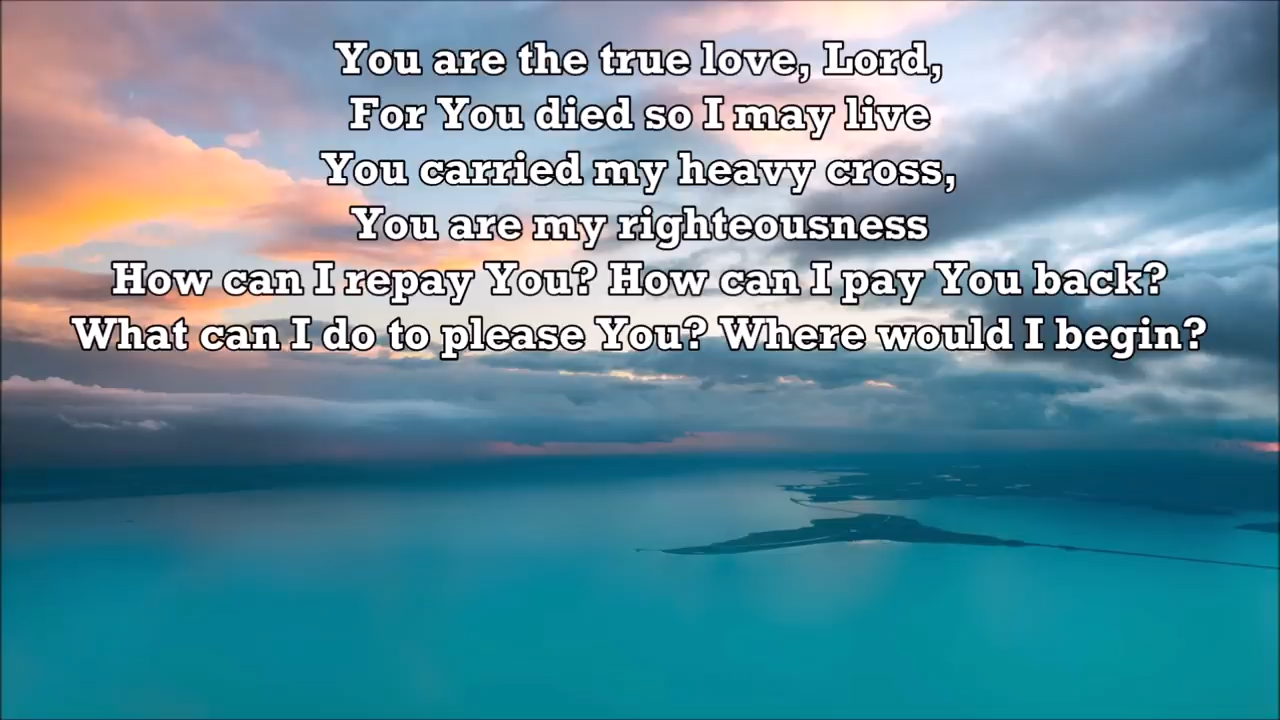 You are the true love, Lord,
For You died so I may live
You carried my heavy cross,
You are my righteousness
How can I repay You? How can I pay You back?
What can I do to please You? Where would I begin?